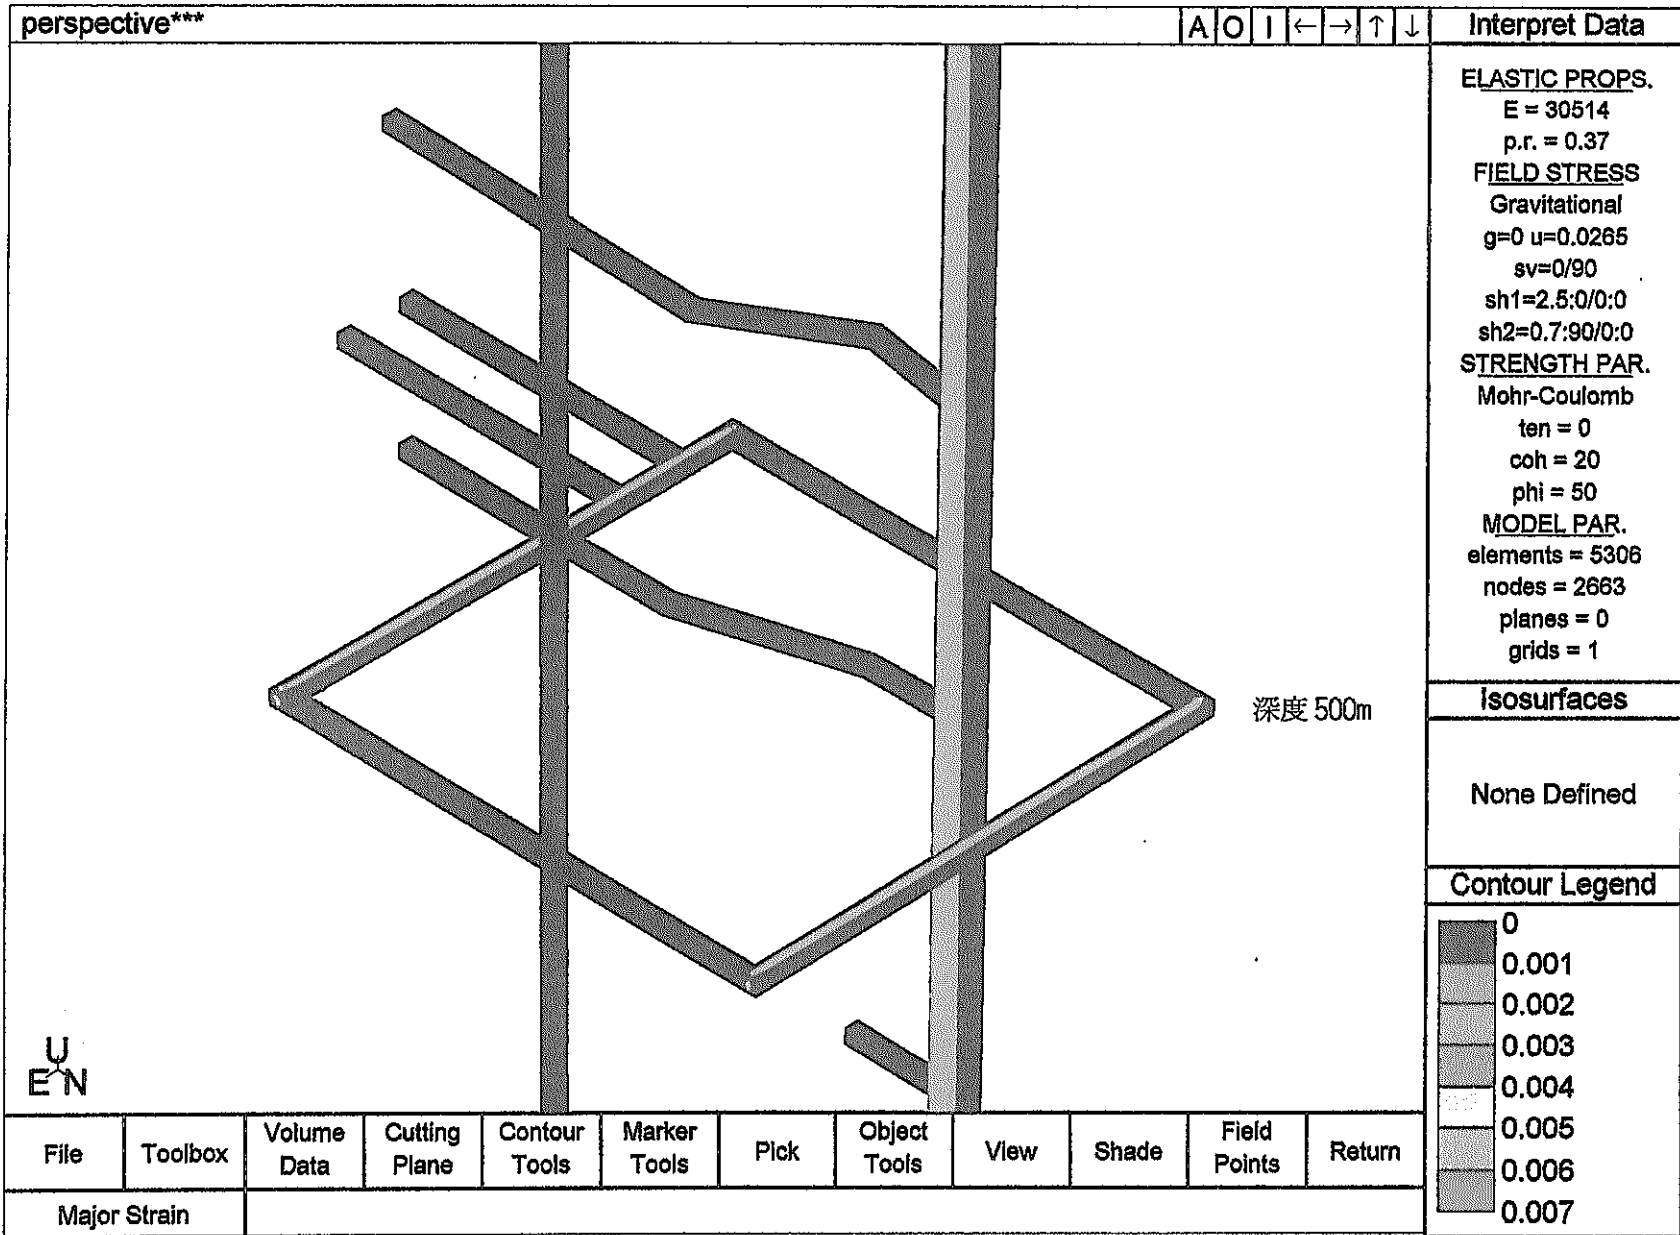 perspective***
A O I ← → ↑ ↓
Interpret Data
ELASTIC PROPS.
E = 30514
p.r. = 0.37
FIELD STRESS
Gravitational
g=0 u=0.0265
sv=0/90
sh1=2.5:0/0:0
sh2=0.7:90/0:0
STRENGTH PAR.
Mohr-Coulomb
ten = 0
coh = 20
phi = 50
MODEL PAR.
elements = 5306
nodes = 2663
planes = 0
grids = 1
Isosurfaces
None Defined
Contour Legend
0
0.001
0.002
0.003
0.004
0.005
0.006
0.007
深度 500m
U
E N
File
Toolbox
Volume
Data
Cutting
Plane
Contour
Tools
Marker
Tools
Pick
Object
Tools
View
Shade
Field
Points
Return
Major Strain